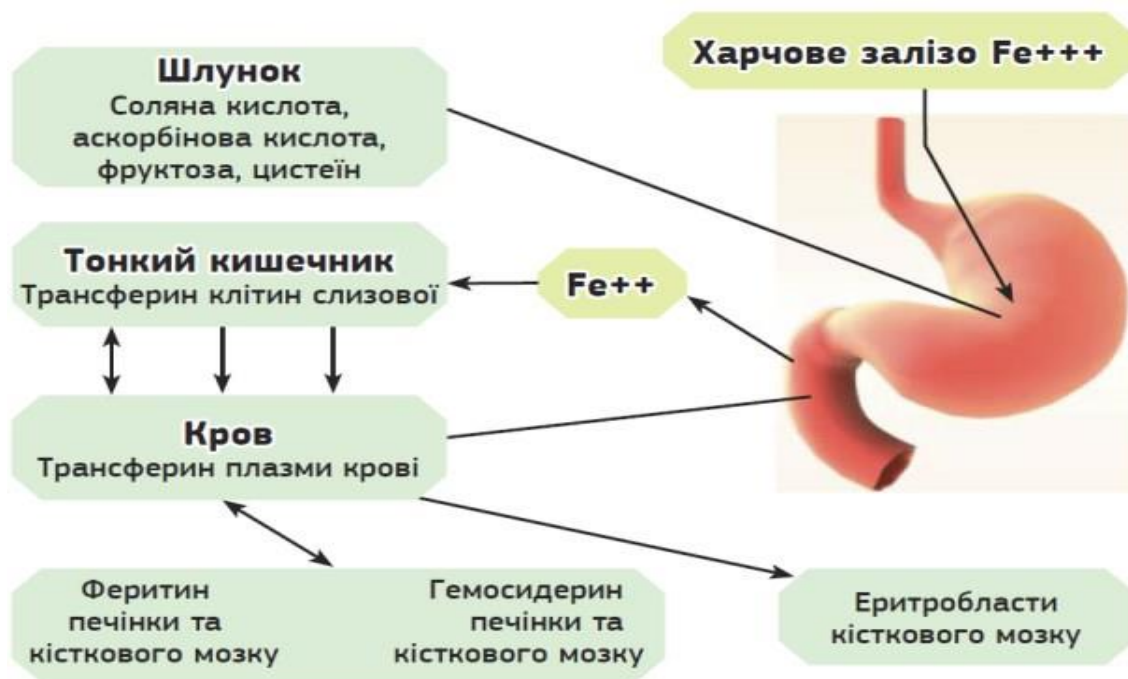 Харчове залізо Fe+++
Шлунок
Соляна кислота,
аскорбінова кислота,
фруктоза, цистеїн
Тонкий кишечник
Трансферин клітин слизової
Fe++
Кров
Трансферин плазми крові
Феритин
печінки та
кісткового мозку
Гемосидерин
печінки та
кісткового мозку
Еритробласти
кісткового мозку